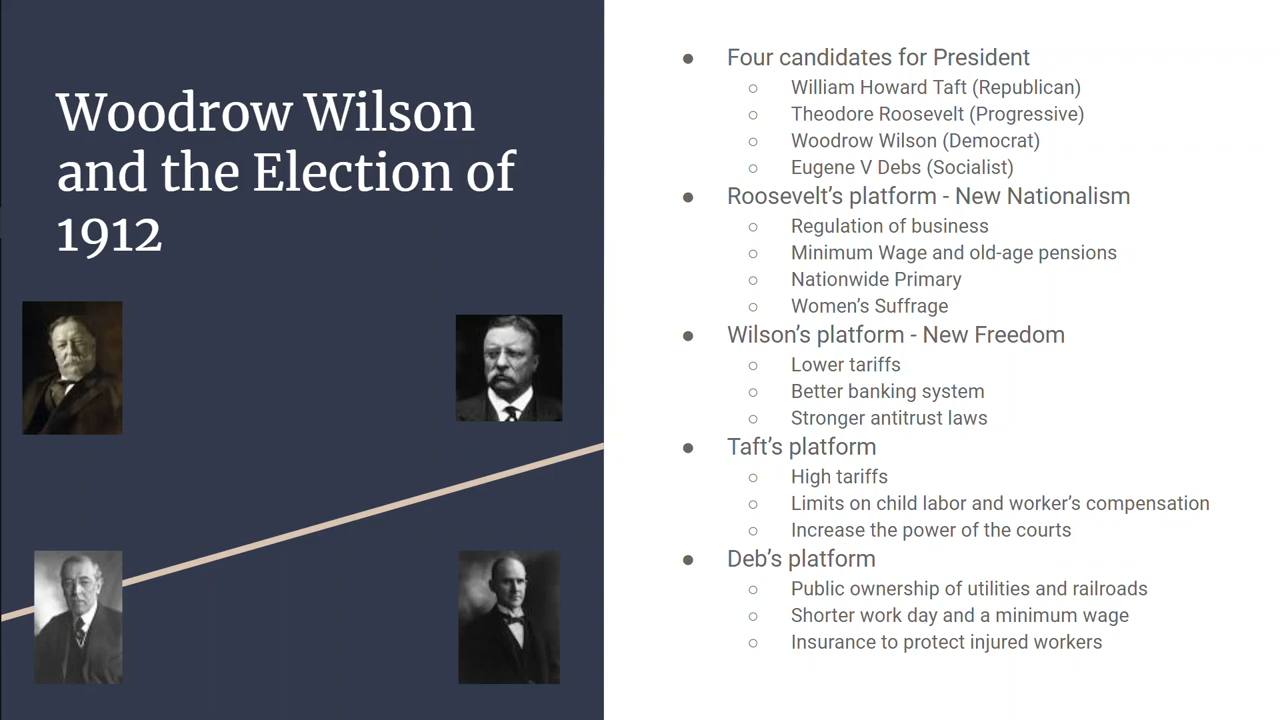 Woodrow Wilson
and the Election of
1912
● Four candidates for President
○ William Howard Taft (Republican)
○ Theodore Roosevelt (Progressive)
○ Woodrow Wilson (Democrat)
○ Eugene V Debs (Socialist)
● Roosevelt’s platform - New Nationalism
○ Regulation of business
○ Minimum Wage and old-age pensions
○ Nationwide Primary
○ Women’s Suffrage
● Wilson’s platform - New Freedom
○ Lower tariffs
○ Better banking system
○ Stronger antitrust laws
● Taft’s platform
○ High tariffs
○ Limits on child labor and worker’s compensation
○ Increase the power of the courts
● Deb’s platform
○ Public ownership of utilities and railroads
○ Shorter work day and a minimum wage
○ Insurance to protect injured workers